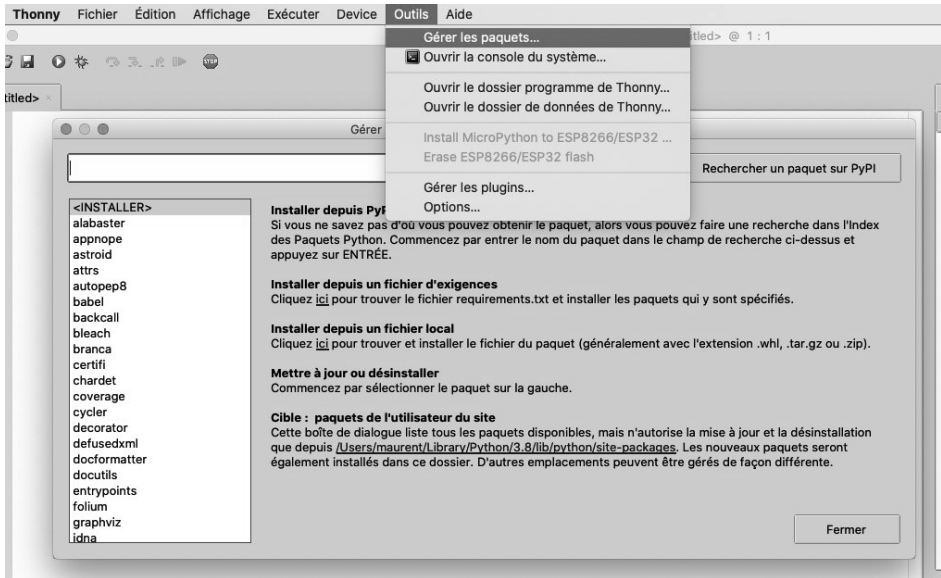 Thonny Fichier Édition Affichage Exécuter Device Outils Aide
Gérer les paquets...
itled> @ 1 : 1
Ouvrir la console du système...
STOP
Ouvrir le dossier programme de Thonny...
titled> ×
Ouvrir le dossier de données de Thonny...
Gérer
Install MicroPython to ESP8266/ESP32 ...
Erase ESP8266/ESP32 flash
Rechercher un paquet sur PyPI
Gérer les plugins...
Options...
<INSTALLER>
alabaster
appnope
astroid
attrs
autopep8
babel
backcall
bleach
branca
certifi
chardet
coverage
cycler
decorator
defusedxml
docformatter
docutils
entrypoints
folium
graphviz
idna
Installer depuis PyP
Si vous ne savez pas d'où vous pouvez obtenir le paquet, alors vous pouvez faire une recherche dans l'Index
des Paquets Python. Commencez par entrer le nom du paquet dans le champ de recherche ci-dessus et
appuyez sur ENTRÉE.
Installer depuis un fichier d'exigences
Cliquez ici pour trouver le fichier requirements.txt et installer les paquets qui y sont spécifiés.
Installer depuis un fichier local
Cliquez ici pour trouver et installer le fichier du paquet (généralement avec l'extension .whl, .tar.gz ou .zip).
Mettre à jour ou désinstaller
Commencez par sélectionner le paquet sur la gauche.
Cible : paquets de l'utilisateur du site
Cette boîte de dialogue liste tous les paquets disponibles, mais n'autorise la mise à jour et la désinstallation
que depuis /Users/maurent/Library/Python/3.8/lib/python/site-packages. Les nouveaux paquets seront
également installés dans ce dossier. D'autres emplacements peuvent être gérés de façon différente.
Fermer